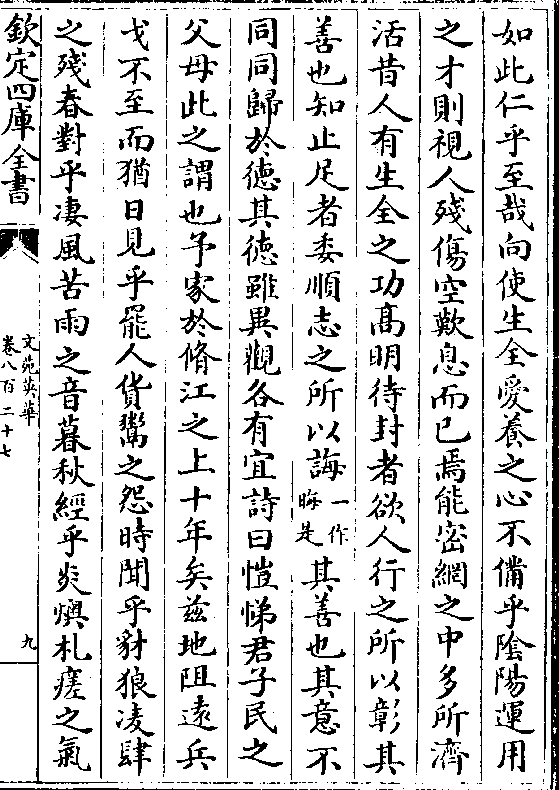 如此仁乎至哉向使生全愛養之心不備乎陰陽運用
之才則視人殘傷空歎息而已焉能密網之中多所濟
活昔人有生全之功髙明待封者欲人行之所以彰其
善也知止足者委順志之所以誨一作晦是其善也其意不
同同歸於徳其徳雖異觀各有宜詩曰愷悌君子民之
父母此之謂也予家於脩江之上十年矣兹地阻遠兵
戈不至而猶日見乎罷人貨鬻之怨時聞乎豺狼凌肆
之殘春對乎凄風苦雨之音暮秋經乎炎燠札瘥之氣
欽定四庫全書
文苑英華
卷八百二十七
九